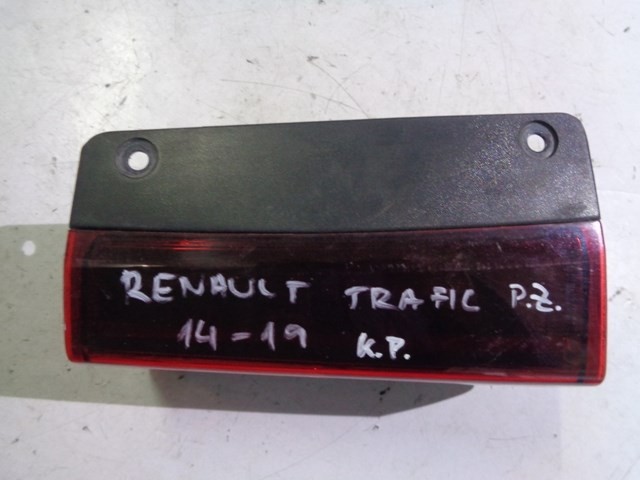 RENAULT TRAFIC P.Z.
14-19 K.P.